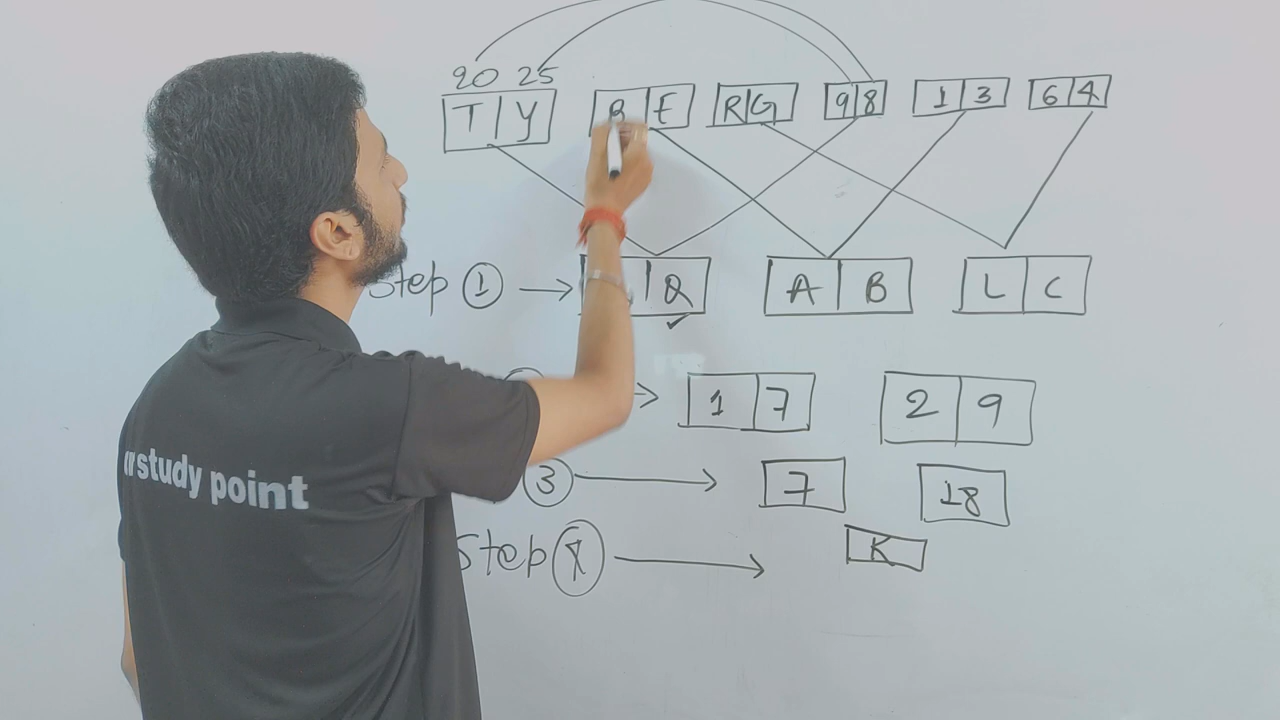 20 25
T Y B E R G 9 8 1 3 6 4
Step 1 → Q A B L C
→ 1 7 2 9
3 → 7 18
Step → K
study point